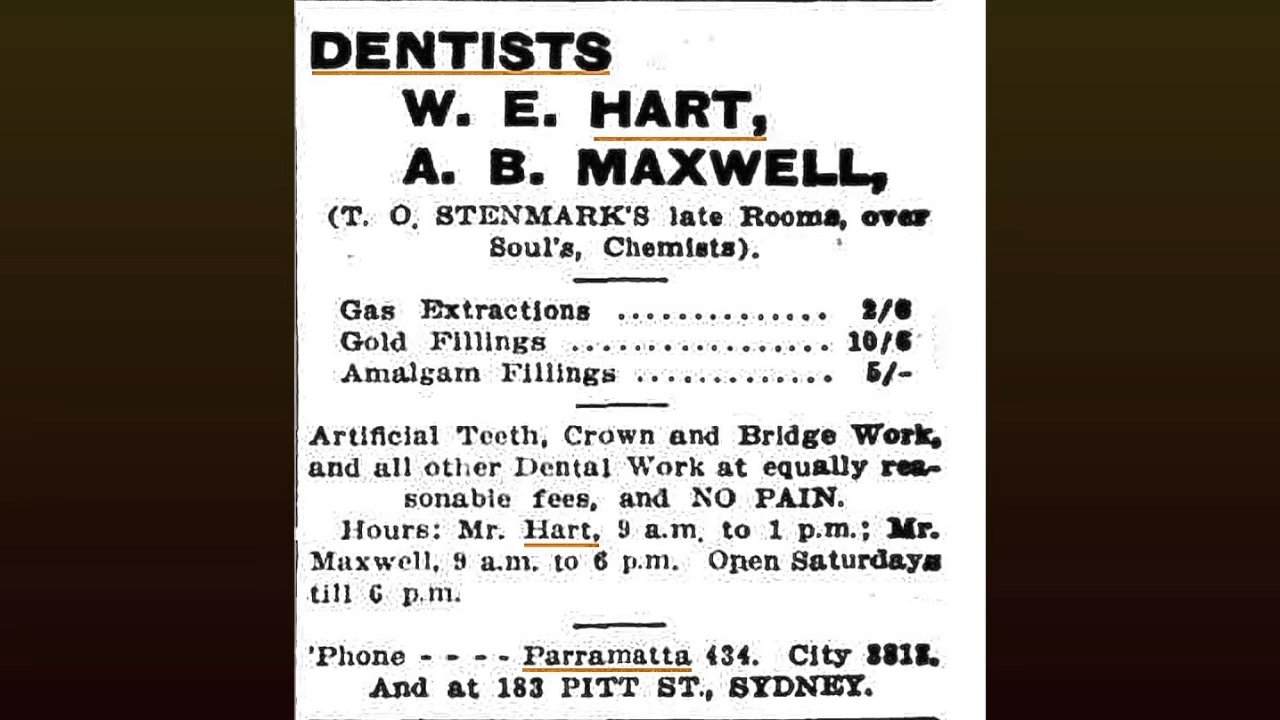 DENTISTS
W. E. HART,
A. B. MAXWELL,
(T. O. STENMARK'S late Rooms, over
Soul's, Chemists).
Gas Extractions .............. 2/6
Gold Fillings ................. 10/6
Amalgam Fillings ............. 5/-
Artificial Teeth, Crown and Bridge Work,
and all other Dental Work at equally rea-
sonable fees, and NO PAIN.
Hours: Mr. Hart, 9 a.m. to 1 p.m.; Mr.
Maxwell, 9 a.m. to 6 p.m. Open Saturdays
till 6 p.m.
'Phone - - - - Parramatta 434. City
And at 183 PITT ST., SYDNEY.